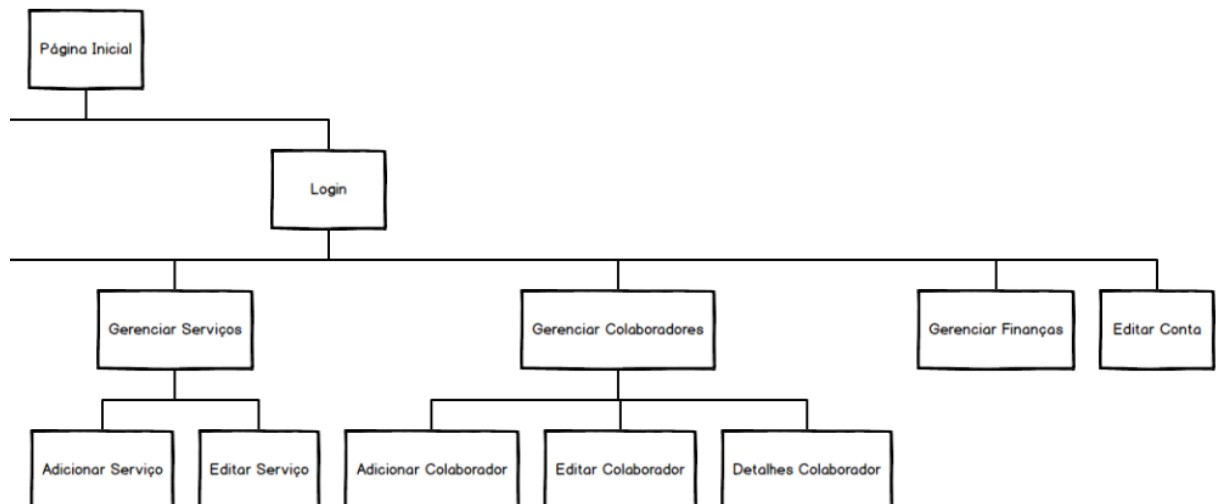 Página Inicial
Login
Gerenciar Serviços
Gerenciar Colaboradores
Gerenciar Finanças
Editar Conta
Adicionar Serviço
Editar Serviço
Adicionar Colaborador
Editar Colaborador
Detalhes Colaborador